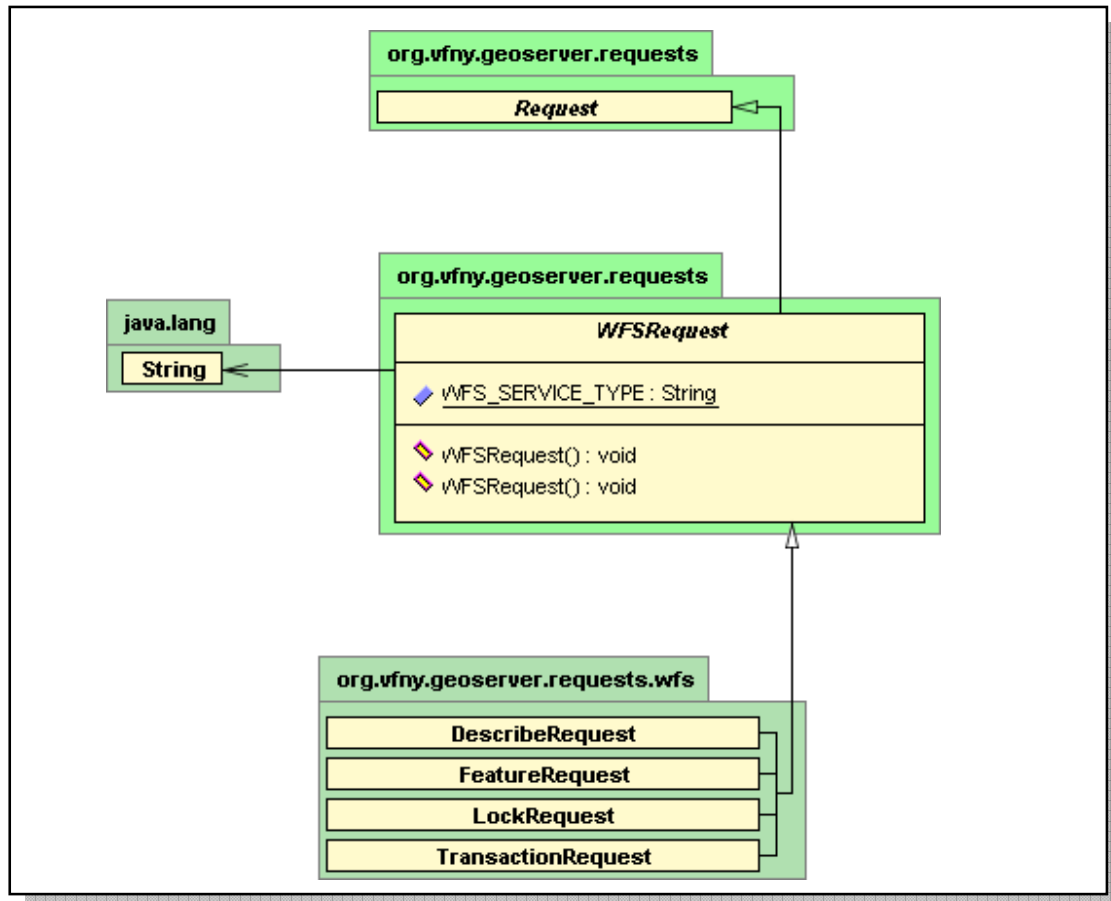 org.vfny.geoserver.requests
Request
org.vfny.geoserver.requests
java.lang
String
WFSRequest
WFS_SERVICE_TYPE : String
WFSRequest() : void
WFSRequest() : void
org.vfny.geoserver.requests.wfs
DescribeRequest
FeatureRequest
LockRequest
TransactionRequest